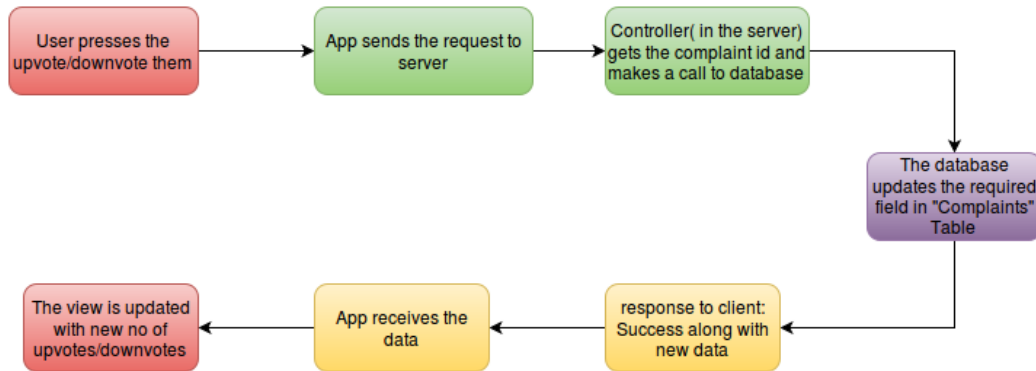 User presses the
upvote/downvote them
App sends the request to
server
Controller( in the server)
gets the complaint id and
makes a call to database
The database
updates the required
field in "Complaints"
Table
The view is updated
with new no of
upvotes/downvotes
App receives the
data
response to client:
Success along with
new data